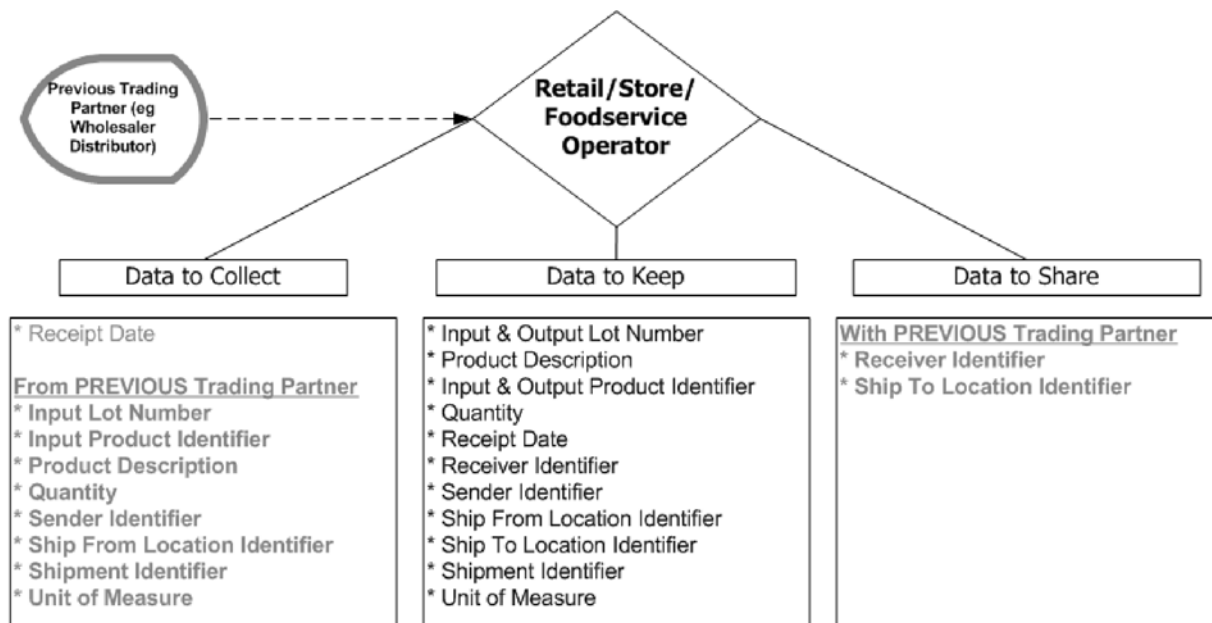 Previous Trading
Partner (eg
Wholesaler
Distributor)
Retail/Store/
Foodservice
Operator
Data to Collect
Data to Keep
Data to Share
* Receipt Date
From PREVIOUS Trading Partner
* Input Lot Number
* Input Product Identifier
* Product Description
* Quantity
* Sender Identifier
* Ship From Location Identifier
* Shipment Identifier
* Unit of Measure
* Input & Output Lot Number
* Product Description
* Input & Output Product Identifier
* Quantity
* Receipt Date
* Receiver Identifier
* Sender Identifier
* Ship From Location Identifier
* Ship To Location Identifier
* Shipment Identifier
* Unit of Measure
With PREVIOUS Trading Partner
* Receiver Identifier
* Ship To Location Identifier